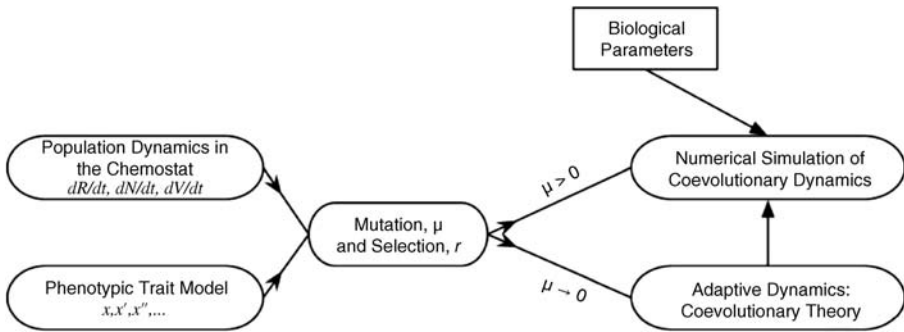 Biological
Parameters
Population Dynamics in
the Chemostat
dR/dt, dN/dt, dV/dt
Numerical Simulation of
Coevolutionary Dynamics
μ > 0
Mutation, μ
and Selection, r
μ → 0
Phenotypic Trait Model
x,x′,x″,...
Adaptive Dynamics:
Coevolutionary Theory